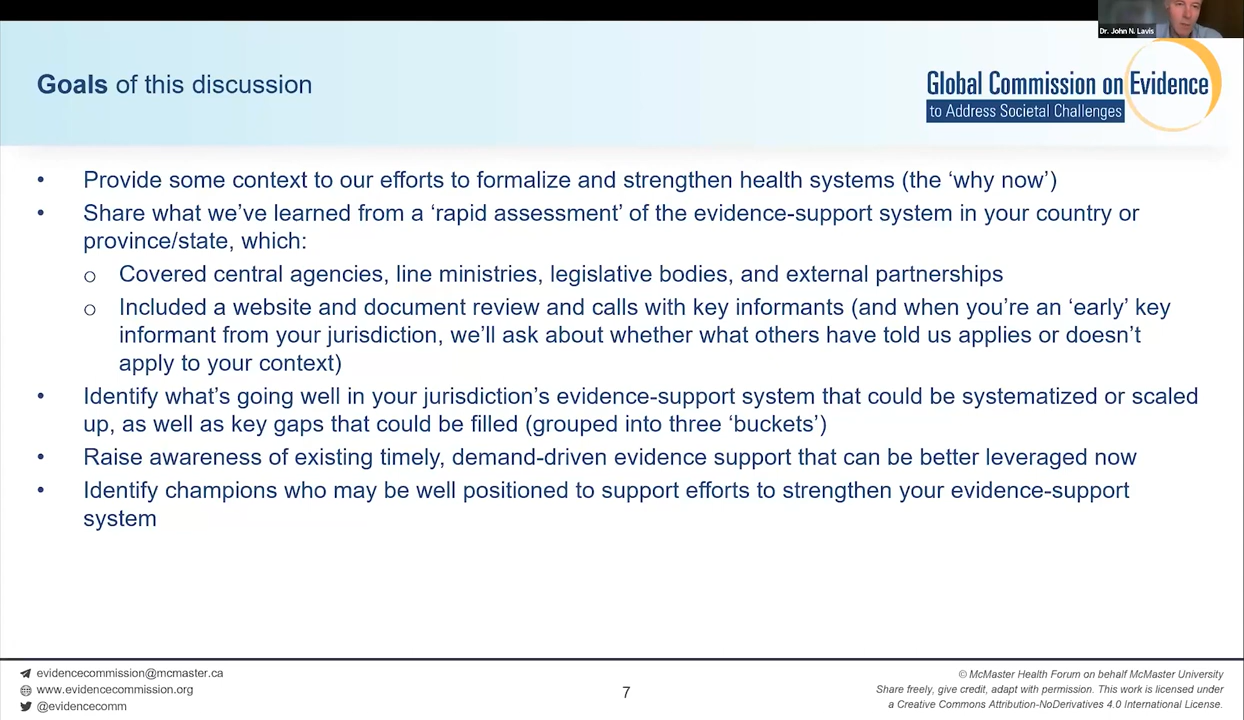 Dr. John N. Lavis
Goals of this discussion
Global Commission on Evidence
to Address Societal Challenges
• Provide some context to our efforts to formalize and strengthen health systems (the ‘why now’)
• Share what we’ve learned from a ‘rapid assessment’ of the evidence-support system in your country or
province/state, which:
o Covered central agencies, line ministries, legislative bodies, and external partnerships
o Included a website and document review and calls with key informants (and when you’re an ‘early’ key
informant from your jurisdiction, we’ll ask about whether what others have told us applies or doesn’t
apply to your context)
• Identify what’s going well in your jurisdiction’s evidence-support system that could be systematized or scaled
up, as well as key gaps that could be filled (grouped into three ‘buckets’)
• Raise awareness of existing timely, demand-driven evidence support that can be better leveraged now
• Identify champions who may be well positioned to support efforts to strengthen your evidence-support
system
evidencecommission@mcmaster.ca
www.evidencecommission.org
@evidencecomm
7
© McMaster Health Forum on behalf McMaster University
Share freely, give credit, adapt with permission. This work is licensed under
a Creative Commons Attribution-NoDerivatives 4.0 International License.